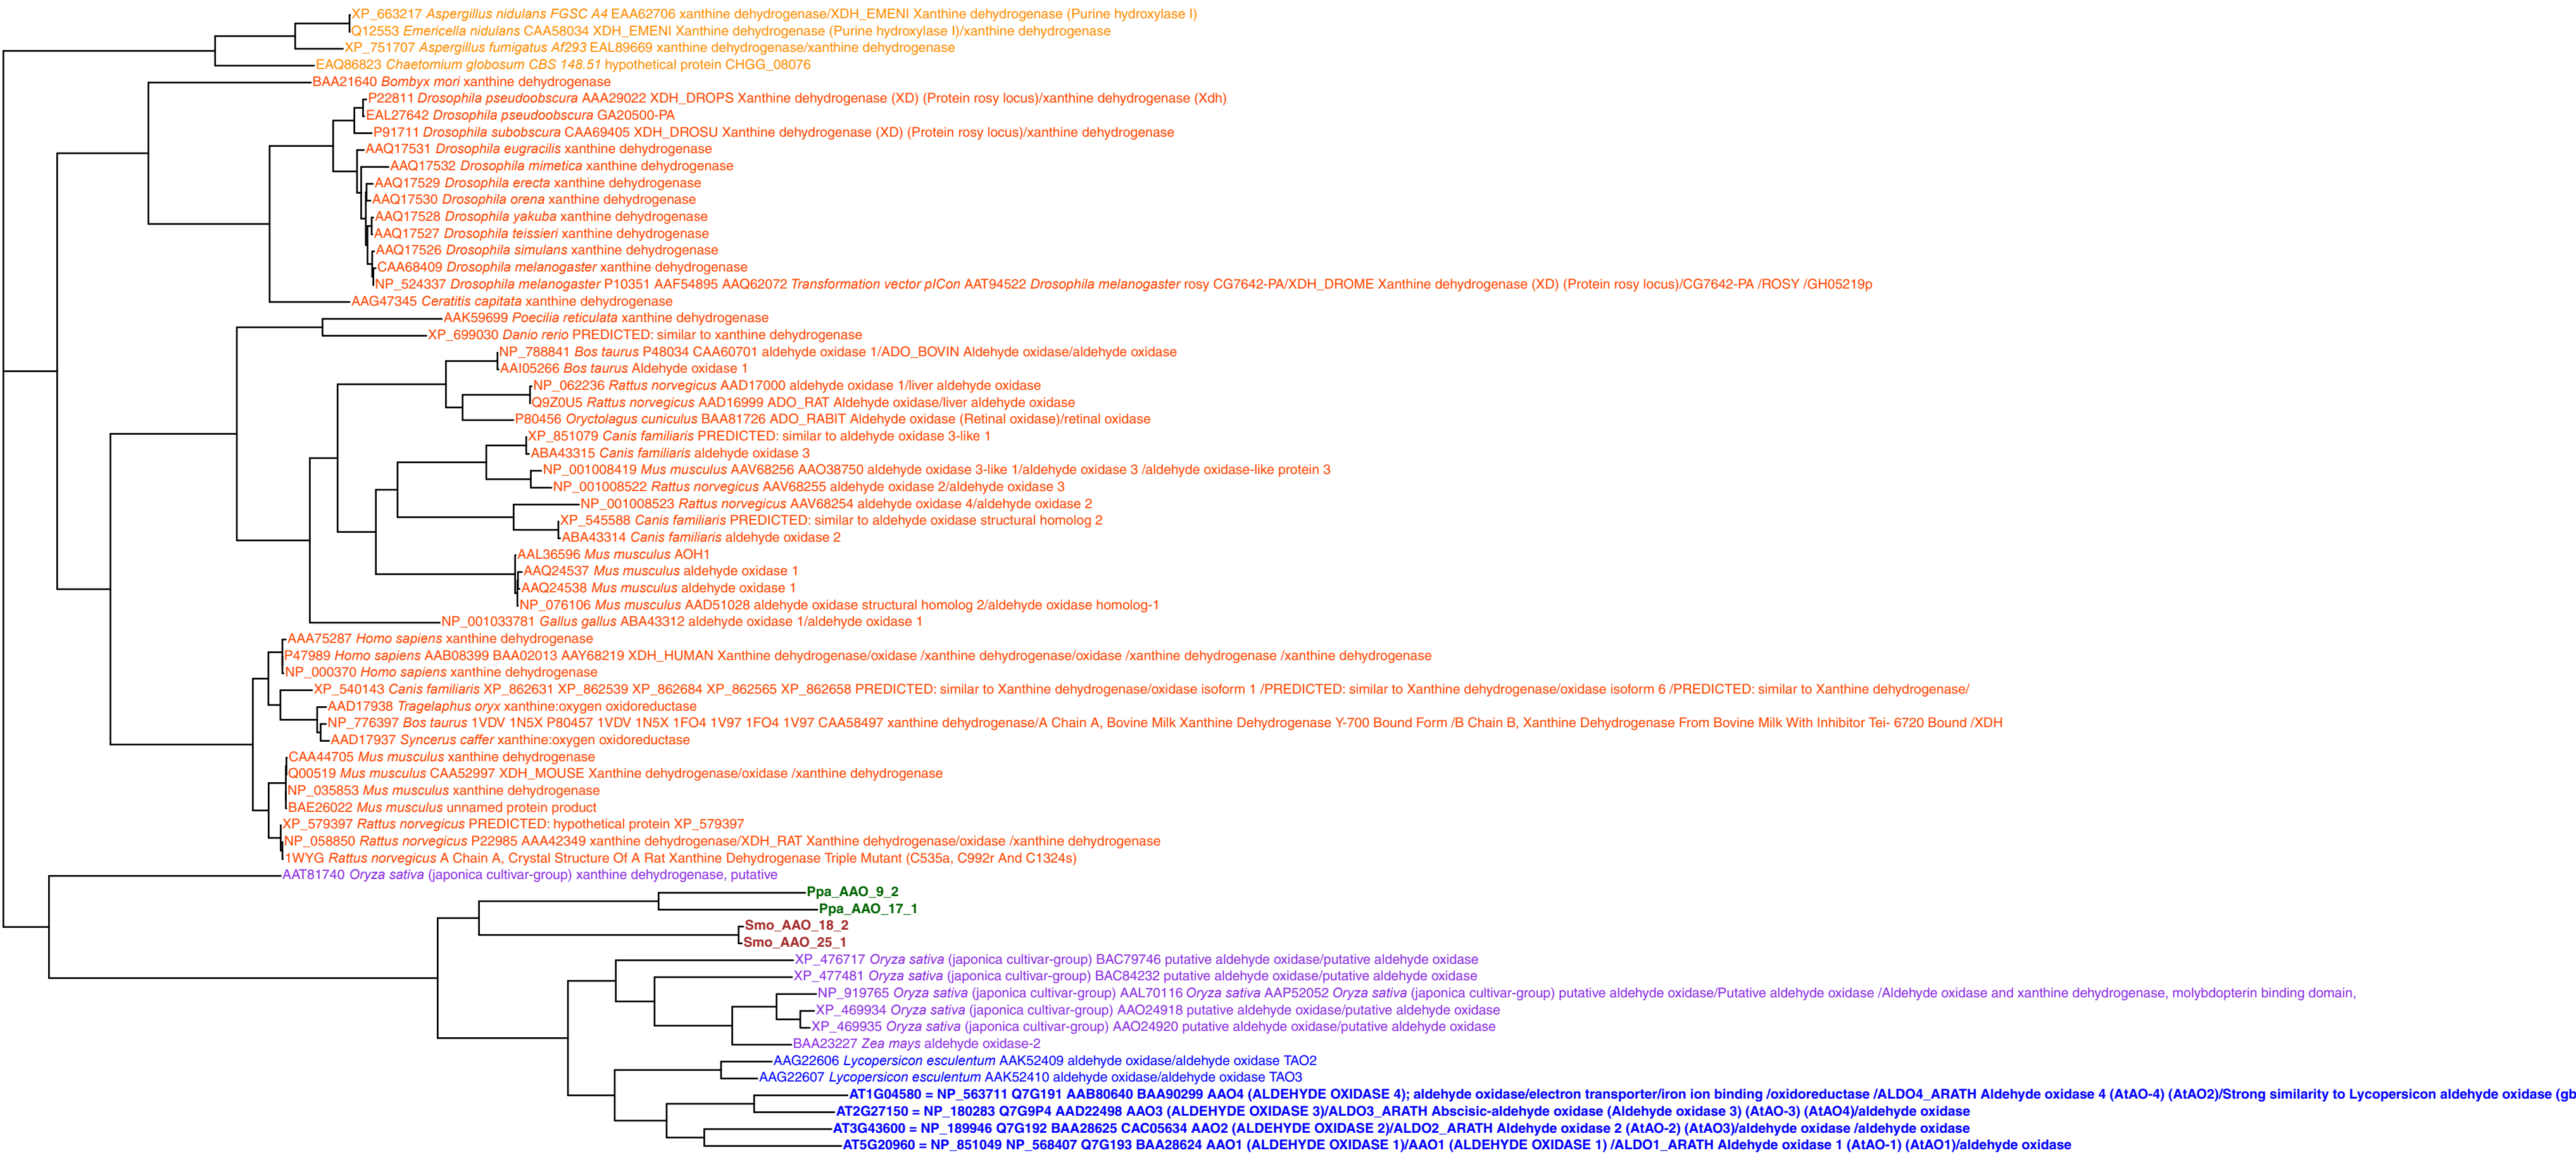 XP_663217 Aspergillus nidulans FGSC A4 EAA62706 xanthine dehydrogenase/XDH_EMENI Xanthine dehydrogenase (Purine hydroxylase I)
Q12553 Emericella nidulans CAA58034 XDH_EMENI Xanthine dehydrogenase (Purine hydroxylase I)/xanthine dehydrogenase
XP_751707 Aspergillus fumigatus Af293 EAL89669 xanthine dehydrogenase/xanthine dehydrogenase
EAQ86823 Chaetomium globosum CBS 148.51 hypothetical protein CHGG_08076
BAA21640 Bombyx mori xanthine dehydrogenase
P22811 Drosophila pseudoobscura AAA29022 XDH_DROPS Xanthine dehydrogenase (XD) (Protein rosy locus)/xanthine dehydrogenase (Xdh)
EAL27642 Drosophila pseudoobscura GA20500-PA
P91711 Drosophila subobscura CAA69405 XDH_DROSU Xanthine dehydrogenase (XD) (Protein rosy locus)/xanthine dehydrogenase
AAQ17531 Drosophila eugracilis xanthine dehydrogenase
AAQ17532 Drosophila mimetica xanthine dehydrogenase
AAQ17529 Drosophila erecta xanthine dehydrogenase
AAQ17530 Drosophila orena xanthine dehydrogenase
AAQ17528 Drosophila yakuba xanthine dehydrogenase
AAQ17527 Drosophila teissieri xanthine dehydrogenase
AAQ17526 Drosophila simulans xanthine dehydrogenase
CAA68409 Drosophila melanogaster xanthine dehydrogenase
NP_524337 Drosophila melanogaster P10351 AAF54895 AAQ62072 Transformation vector pICon AAT94522 Drosophila melanogaster rosy CG7642-PA/XDH_DROME Xanthine dehydrogenase (XD) (Protein rosy locus)/CG7642-PA /ROSY /GH05219p
AAG47345 Ceratitis capitata xanthine dehydrogenase
AAK59699 Poecilia reticulata xanthine dehydrogenase
XP_699030 Danio rerio PREDICTED: similar to xanthine dehydrogenase
NP_788841 Bos taurus P48034 CAA60701 aldehyde oxidase 1/ADO_BOVIN Aldehyde oxidase/aldehyde oxidase
AAI05266 Bos taurus Aldehyde oxidase 1
NP_062236 Rattus norvegicus AAD17000 aldehyde oxidase 1/liver aldehyde oxidase
Q9Z0U5 Rattus norvegicus AAD16999 ADO_RAT Aldehyde oxidase/liver aldehyde oxidase
P80456 Oryctolagus cuniculus BAA81726 ADO_RABIT Aldehyde oxidase (Retinal oxidase)/retinal oxidase
XP_851079 Canis familiaris PREDICTED: similar to aldehyde oxidase 3-like 1
ABA43315 Canis familiaris aldehyde oxidase 3
NP_001008419 Mus musculus AAV68256 AAO38750 aldehyde oxidase 3-like 1/aldehyde oxidase 3 /aldehyde oxidase-like protein 3
NP_001008522 Rattus norvegicus AAV68255 aldehyde oxidase 2/aldehyde oxidase 3
NP_001008523 Rattus norvegicus AAV68254 aldehyde oxidase 4/aldehyde oxidase 2
XP_545588 Canis familiaris PREDICTED: similar to aldehyde oxidase structural homolog 2
ABA43314 Canis familiaris aldehyde oxidase 2
AAL36596 Mus musculus AOH1
AAQ24537 Mus musculus aldehyde oxidase 1
AAQ24538 Mus musculus aldehyde oxidase 1
NP_076106 Mus musculus AAD51028 aldehyde oxidase structural homolog 2/aldehyde oxidase homolog-1
NP_001033781 Gallus gallus ABA43312 aldehyde oxidase 1/aldehyde oxidase 1
AAA75287 Homo sapiens xanthine dehydrogenase
P47989 Homo sapiens AAB08399 BAA02013 AAY68219 XDH_HUMAN Xanthine dehydrogenase/oxidase /xanthine dehydrogenase/oxidase /xanthine dehydrogenase /xanthine dehydrogenase
NP_000370 Homo sapiens xanthine dehydrogenase
XP_540143 Canis familiaris XP_862631 XP_862539 XP_862684 XP_862565 XP_862658 PREDICTED: similar to Xanthine dehydrogenase/oxidase isoform 1 /PREDICTED: similar to Xanthine dehydrogenase/oxidase isoform 6 /PREDICTED: similar to Xanthine dehydrogenase/
AAD17938 Tragelaphus oryx xanthine:oxygen oxidoreductase
NP_776397 Bos taurus 1VDV 1N5X P80457 1VDV 1N5X 1FO4 1V97 1FO4 1V97 CAA58497 xanthine dehydrogenase/A Chain A, Bovine Milk Xanthine Dehydrogenase Y-700 Bound Form /B Chain B, Xanthine Dehydrogenase From Bovine Milk With Inhibitor Tei- 6720 Bound /XDH
AAD17937 Syncerus caffer xanthine:oxygen oxidoreductase
CAA44705 Mus musculus xanthine dehydrogenase
Q00519 Mus musculus CAA52997 XDH_MOUSE Xanthine dehydrogenase/oxidase /xanthine dehydrogenase
NP_035853 Mus musculus xanthine dehydrogenase
BAE26022 Mus musculus unnamed protein product
XP_579397 Rattus norvegicus PREDICTED: hypothetical protein XP_579397
NP_058850 Rattus norvegicus P22985 AAA42349 xanthine dehydrogenase/XDH_RAT Xanthine dehydrogenase/oxidase /xanthine dehydrogenase
1WYG Rattus norvegicus A Chain A, Crystal Structure Of A Rat Xanthine Dehydrogenase Triple Mutant (C535a, C992r And C1324s)
AAT81740 Oryza sativa (japonica cultivar-group) xanthine dehydrogenase, putative
Ppa_AAO_9_2
Ppa_AAO_17_1
Smo_AAO_18_2
Smo_AAO_25_1
XP_476717 Oryza sativa (japonica cultivar-group) BAC79746 putative aldehyde oxidase/putative aldehyde oxidase
XP_477481 Oryza sativa (japonica cultivar-group) BAC84232 putative aldehyde oxidase/putative aldehyde oxidase
NP_919765 Oryza sativa (japonica cultivar-group) AAL70116 Oryza sativa AAP52052 Oryza sativa (japonica cultivar-group) putative aldehyde oxidase/Putative aldehyde oxidase /Aldehyde oxidase and xanthine dehydrogenase, molybdopterin binding domain,
XP_469934 Oryza sativa (japonica cultivar-group) AAO24918 putative aldehyde oxidase/putative aldehyde oxidase
XP_469935 Oryza sativa (japonica cultivar-group) AAO24920 putative aldehyde oxidase/putative aldehyde oxidase
BAA23227 Zea mays aldehyde oxidase-2
AAG22606 Lycopersicon esculentum AAK52409 aldehyde oxidase/aldehyde oxidase TAO2
AAG22607 Lycopersicon esculentum AAK52410 aldehyde oxidase/aldehyde oxidase TAO3
AT1G04580 = NP_563711 Q7G191 AAB80640 BAA90299 AAO4 (ALDEHYDE OXIDASE 4); aldehyde oxidase/electron transporter/iron ion binding /oxidoreductase /ALDO4_ARATH Aldehyde oxidase 4 (AtAO-4) (AtAO2)/Strong similarity to Lycopersicon aldehyde oxidase (gb
AT2G27150 = NP_180283 Q7G9P4 AAD22498 AAO3 (ALDEHYDE OXIDASE 3)/ALDO3_ARATH Abscisic-aldehyde oxidase (Aldehyde oxidase 3) (AtAO-3) (AtAO4)/aldehyde oxidase
AT3G43600 = NP_189946 Q7G192 BAA28625 CAC05634 AAO2 (ALDEHYDE OXIDASE 2)/ALDO2_ARATH Aldehyde oxidase 2 (AtAO-2) (AtAO3)/aldehyde oxidase /aldehyde oxidase
AT5G20960 = NP_851049 NP_568407 Q7G193 BAA28624 AAO1 (ALDEHYDE OXIDASE 1)/AAO1 (ALDEHYDE OXIDASE 1) /ALDO1_ARATH Aldehyde oxidase 1 (AtAO-1) (AtAO1)/aldehyde oxidase